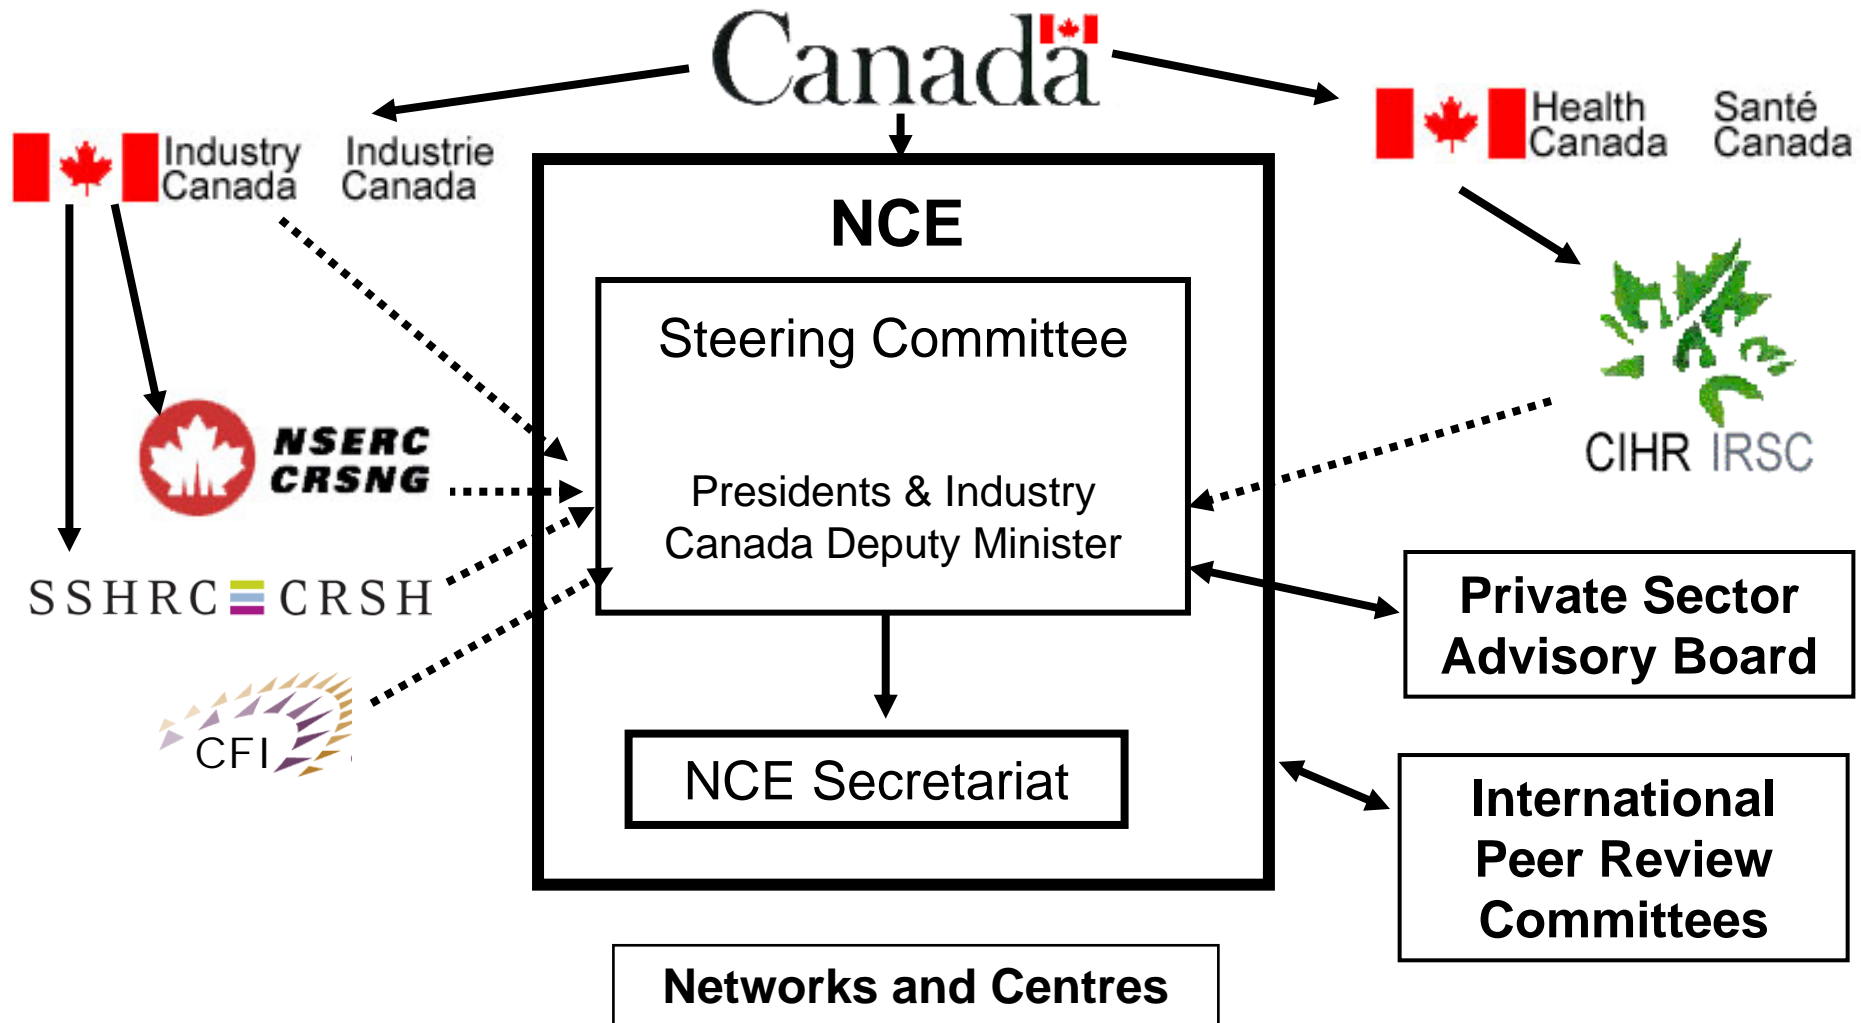 Canada
Industry Industrie
Canada Canada
Health Santé
Canada Canada
NCE
Steering Committee
Presidents & Industry
Canada Deputy Minister
NSERC
CRSNG
SSHRC CRSH
CFI
CIHR IRSC
Private Sector
Advisory Board
NCE Secretariat
International
Peer Review
Committees
Networks and Centres